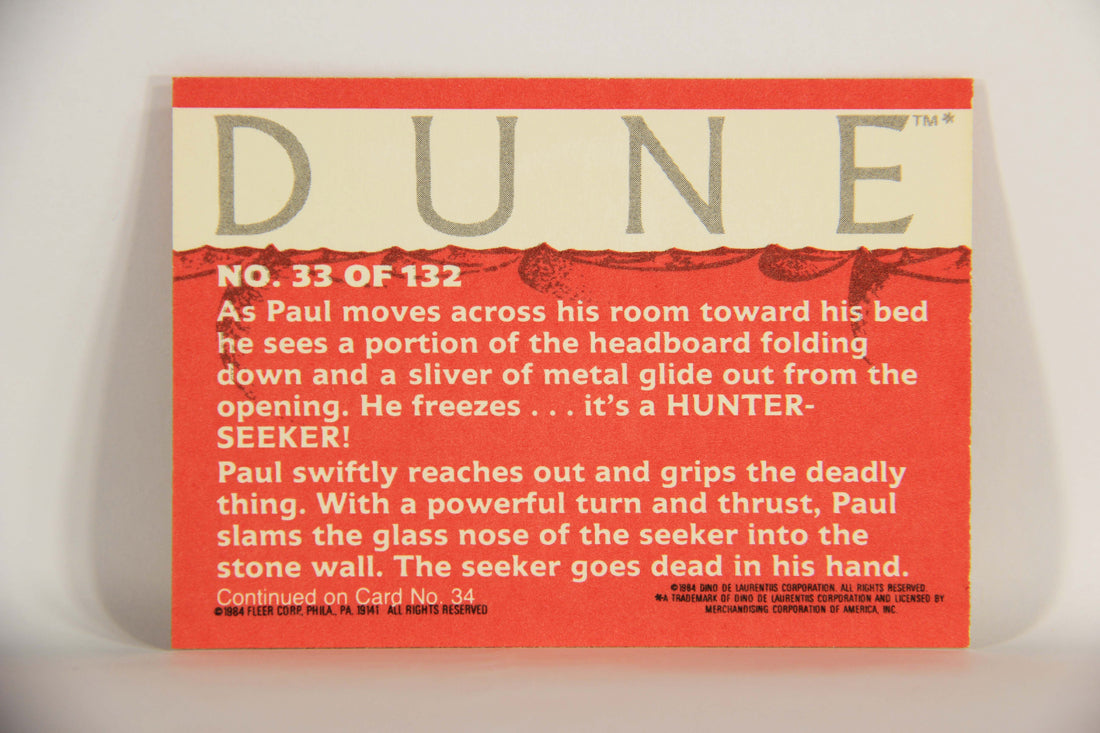 DUNE™*
NO. 33 OF 132
As Paul moves across his room toward his bed
he sees a portion of the headboard folding
down and a sliver of metal glide out from the
opening. He freezes . . . it's a HUNTER-
SEEKER!
Paul swiftly reaches out and grips the deadly
thing. With a powerful turn and thrust, Paul
slams the glass nose of the seeker into the
stone wall. The seeker goes dead in his hand.
Continued on Card No. 34
©1984 FLEER CORP., PHILA., PA. 19141 ALL RIGHTS RESERVED
©1984 DINO DE LAURENTIIS CORPORATION. ALL RIGHTS RESERVED.
*A TRADEMARK OF DINO DE LAURENTIIS CORPORATION AND LICENSED BY
MERCHANDISING CORPORATION OF AMERICA, INC.